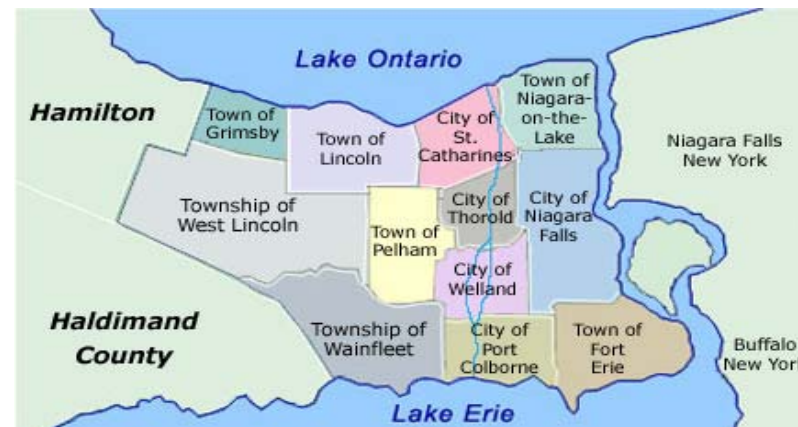 Lake Ontario
Hamilton
Town of
Grimsby
Town of
Lincoln
City of
St.
Catharines
Town of
Niagara-
on-the-
Lake
Niagara Falls
New York
Township of
West Lincoln
Town of
Pelham
City of
Thorold
City of
Niagara
Falls
City of
Welland
Haldimand
County
Township of
Wainfleet
City of
Port
Colborne
Town of
Fort
Erie
Buffalo
New Yor
Lake Erie